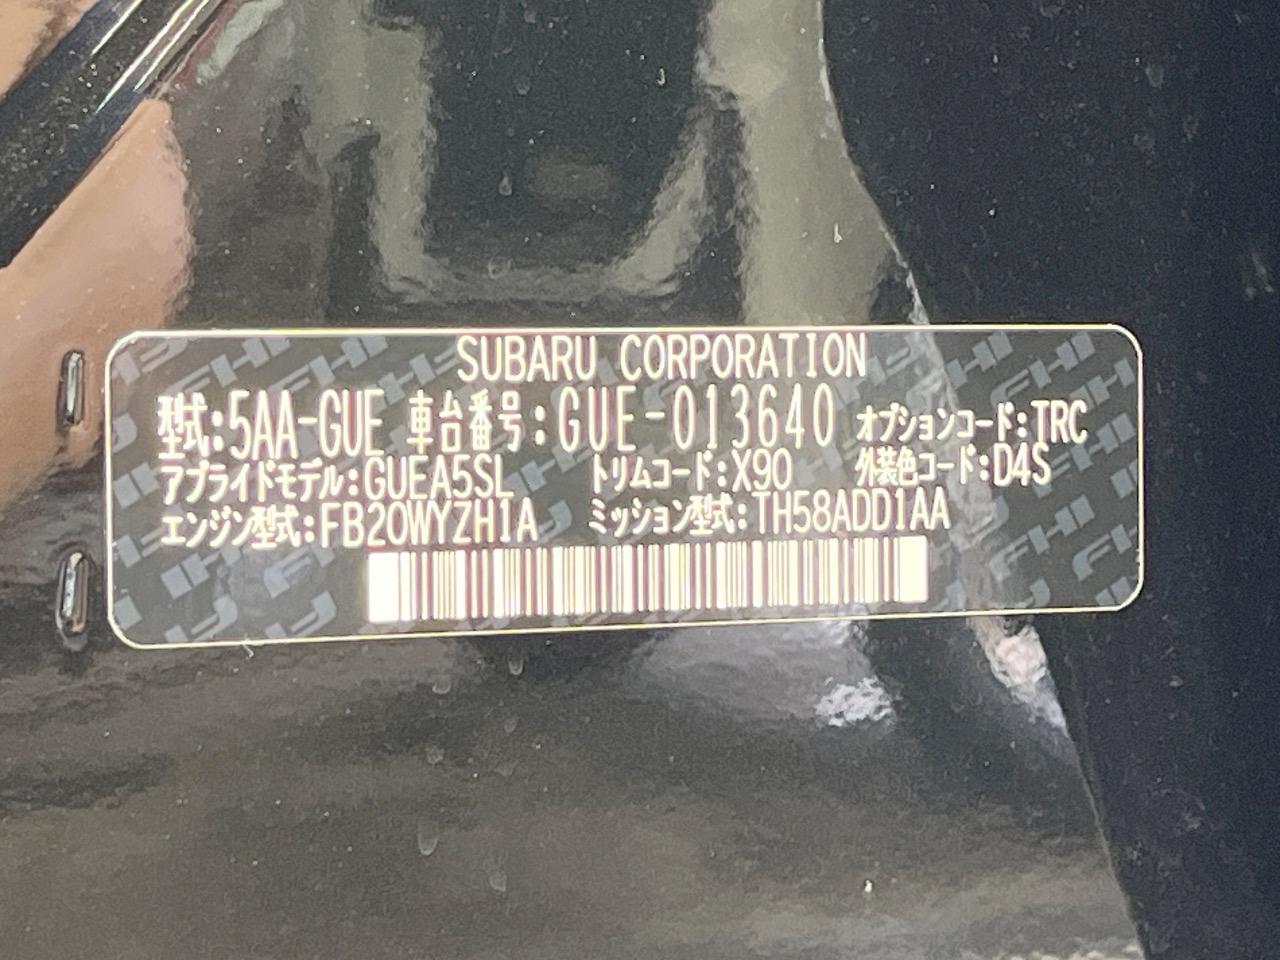 SUBARU CORPORATION
型式:5AA-GUE 車台番号:GUE-013640 オプションコード:TRC
アプライドモデル:GUEA5SL トリムコード:X90 外装色コード:D4S
エンジン型式:FB20WYZH1A ミッション型式:TH58ADD1AA